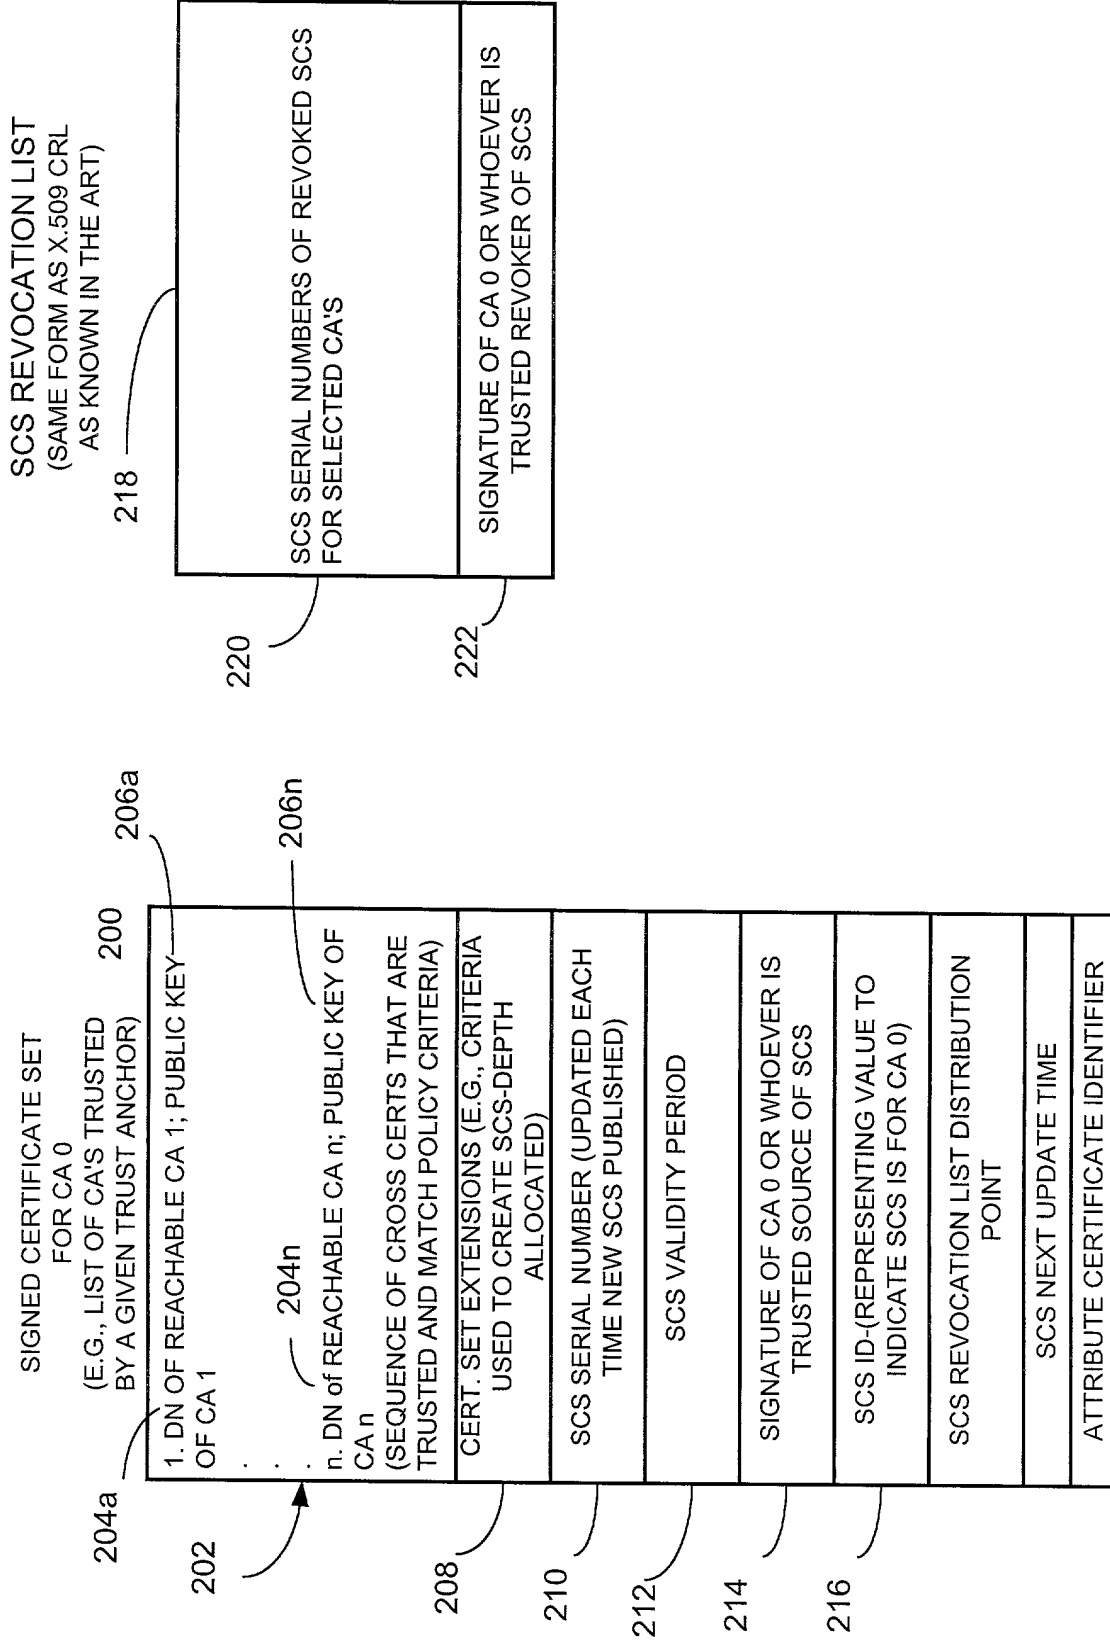 SIGNED CERTIFICATE SET
FOR CA 0
(E.G., LIST OF CA'S TRUSTED
BY A GIVEN TRUST ANCHOR)
200
204a
206a
1. DN OF REACHABLE CA 1; PUBLIC KEY
OF CA 1
.
.
.
202
204n
206n
n. DN of REACHABLE CA n; PUBLIC KEY OF
CA n
(SEQUENCE OF CROSS CERTS THAT ARE
TRUSTED AND MATCH POLICY CRITERIA)
208
CERT. SET EXTENSIONS (E.G., CRITERIA
USED TO CREATE SCS-DEPTH
ALLOCATED)
210
SCS SERIAL NUMBER (UPDATED EACH
TIME NEW SCS PUBLISHED)
212
SCS VALIDITY PERIOD
214
SIGNATURE OF CA 0 OR WHOEVER IS
TRUSTED SOURCE OF SCS
216
SCS ID-(REPRESENTING VALUE TO
INDICATE SCS IS FOR CA 0)
SCS REVOCATION LIST DISTRIBUTION
POINT
SCS NEXT UPDATE TIME
ATTRIBUTE CERTIFICATE IDENTIFIER
SCS REVOCATION LIST
(SAME FORM AS X.509 CRL
AS KNOWN IN THE ART)
218
220
SCS SERIAL NUMBERS OF REVOKED SCS
FOR SELECTED CA'S
222
SIGNATURE OF CA 0 OR WHOEVER IS
TRUSTED REVOKER OF SCS